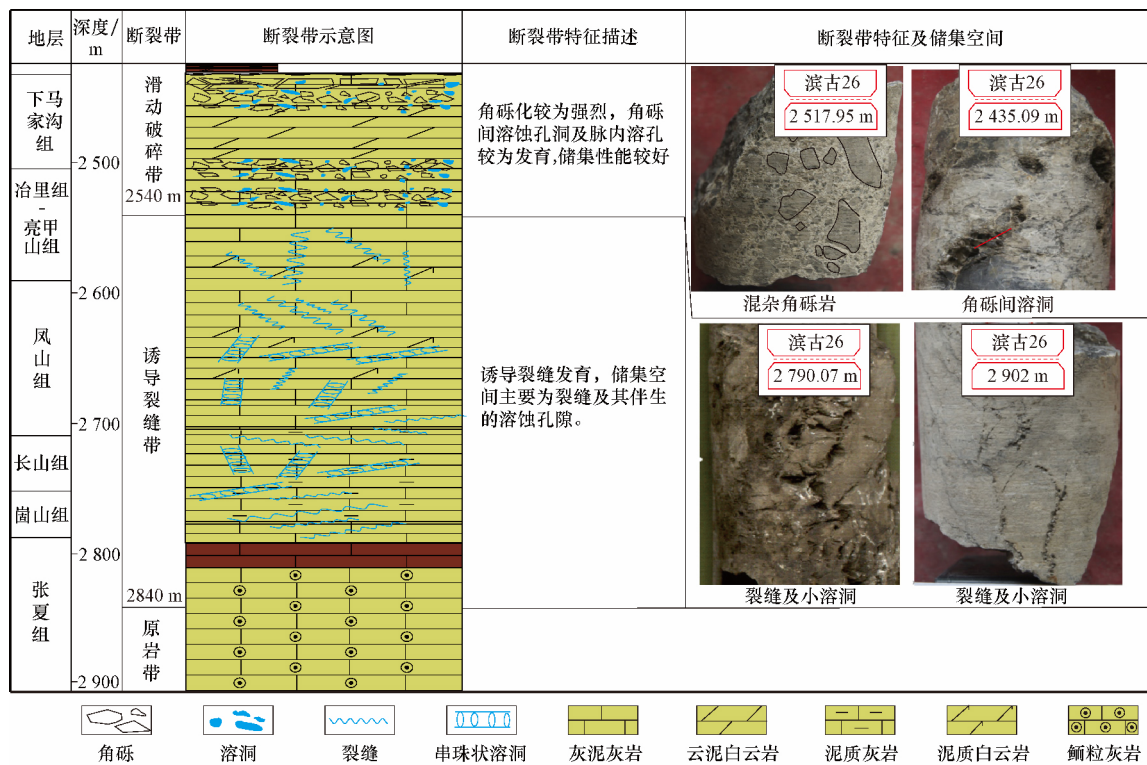 地层
深度/
m
断裂带
断裂带示意图
断裂带特征描述
断裂带特征及储集空间
下马
家沟
组
冶里组
-
亮甲
山组
凤
山
组
长山组
崮山组
张
夏
组
2 500
2 600
2 700
2 800
2 900
滑
动
破
碎
带
2540 m
诱
导
裂
缝
带
2840 m
原
岩
带
角砾化较为强烈，角砾
间溶蚀孔洞及脉内溶孔
较为发育,储集性能较好
诱导裂缝发育，储集空
间主要为裂缝及其伴生
的溶蚀孔隙。
滨古26
2 517.95 m
混杂角砾岩
滨古26
2 435.09 m
角砾间溶洞
滨古26
2 790.07 m
裂缝及小溶洞
滨古26
2 902 m
裂缝及小溶洞
角砾
溶洞
裂缝
串珠状溶洞
灰泥灰岩
云泥白云岩
泥质灰岩
泥质白云岩
鲕粒灰岩